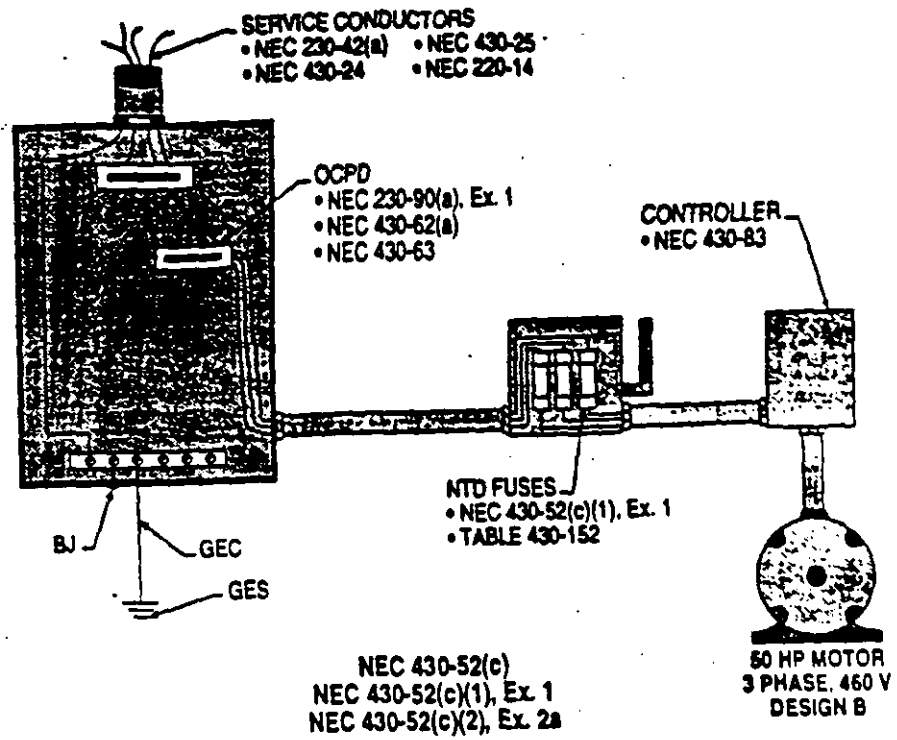 SERVICE CONDUCTORS
• NEC 230-42(a) • NEC 430-25
• NEC 430-24 • NEC 220-14
OCPD
• NEC 230-90(a), Ex. 1
• NEC 430-62(a)
• NEC 430-63
CONTROLLER
• NEC 430-83
NTD FUSES
• NEC 430-52(c)(1), Ex. 1
• TABLE 430-152
BJ
GEC
GES
NEC 430-52(c)
NEC 430-52(c)(1), Ex. 1
NEC 430-52(c)(2), Ex. 2a
50 HP MOTOR
3 PHASE, 460 V
DESIGN B